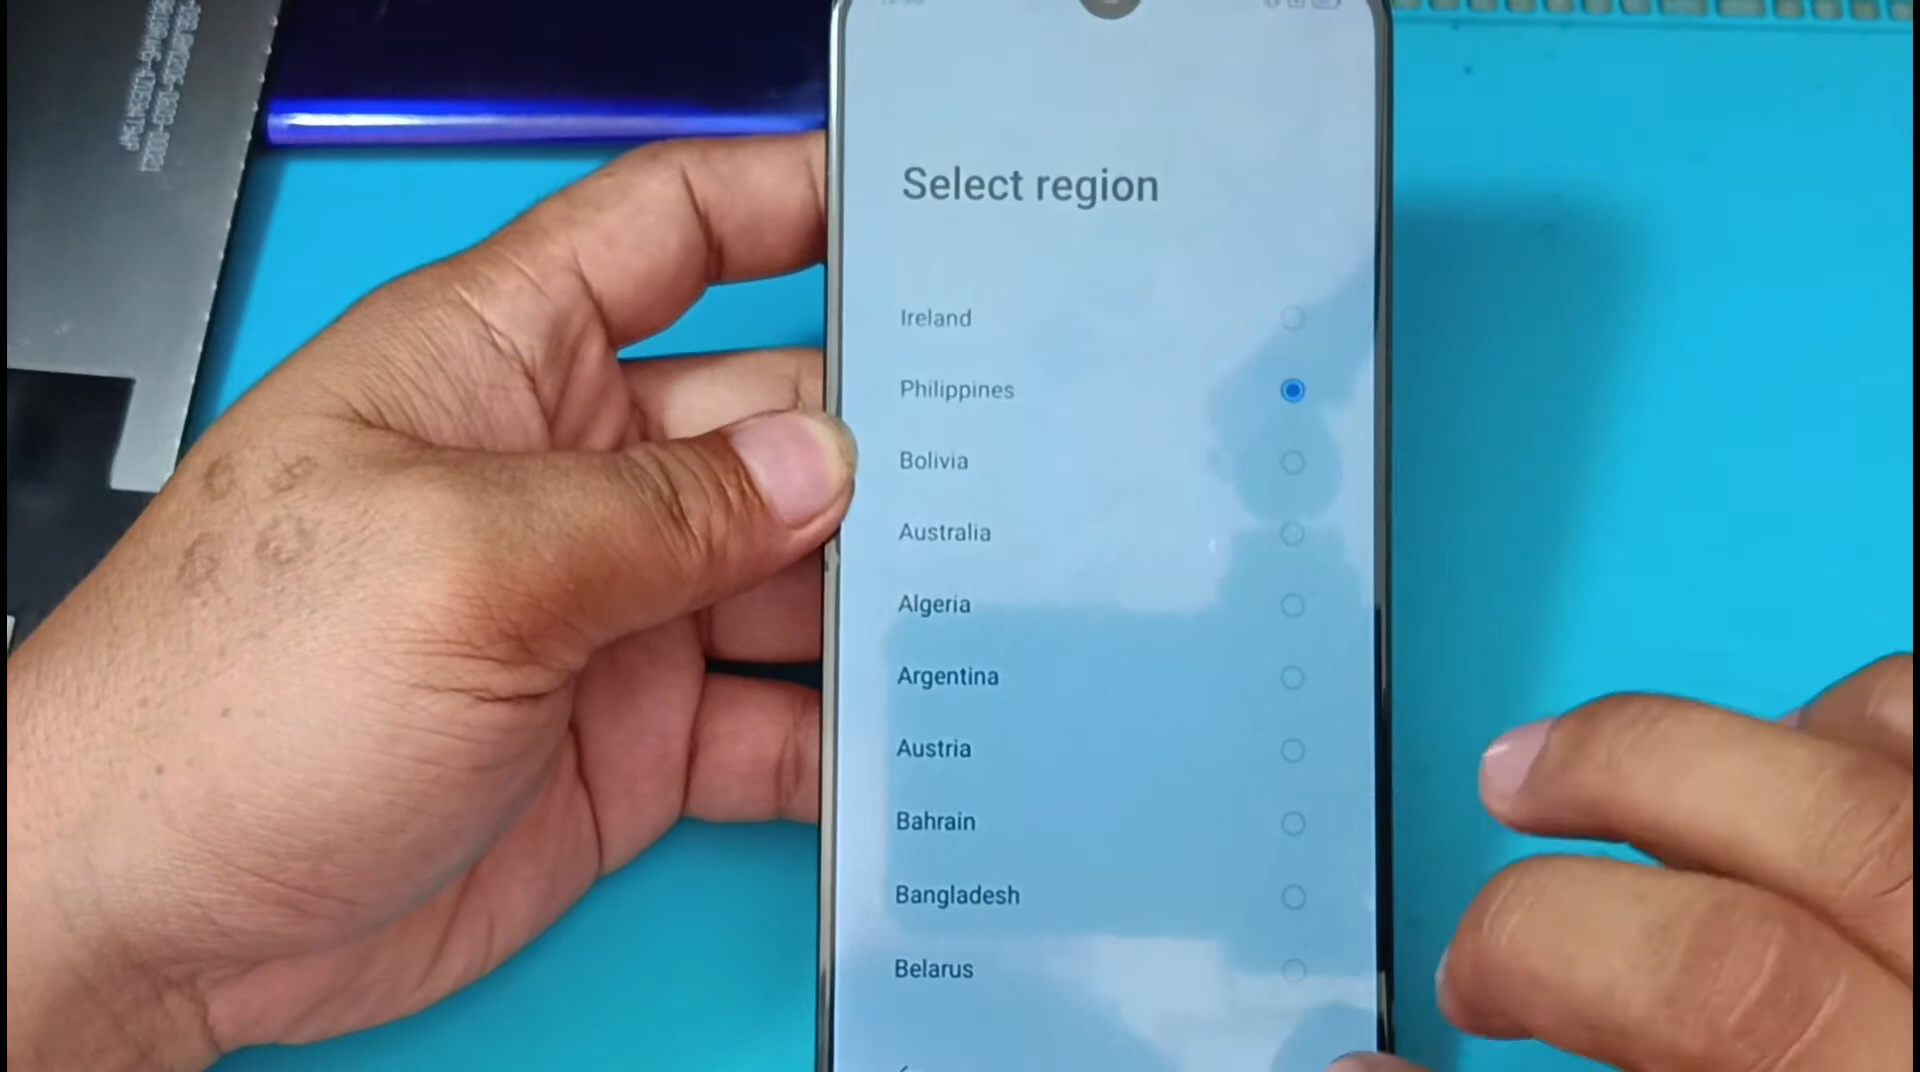 Select region
Ireland
Philippines
Bolivia
Australia
Algeria
Argentina
Austria
Bahrain
Bangladesh
Belarus